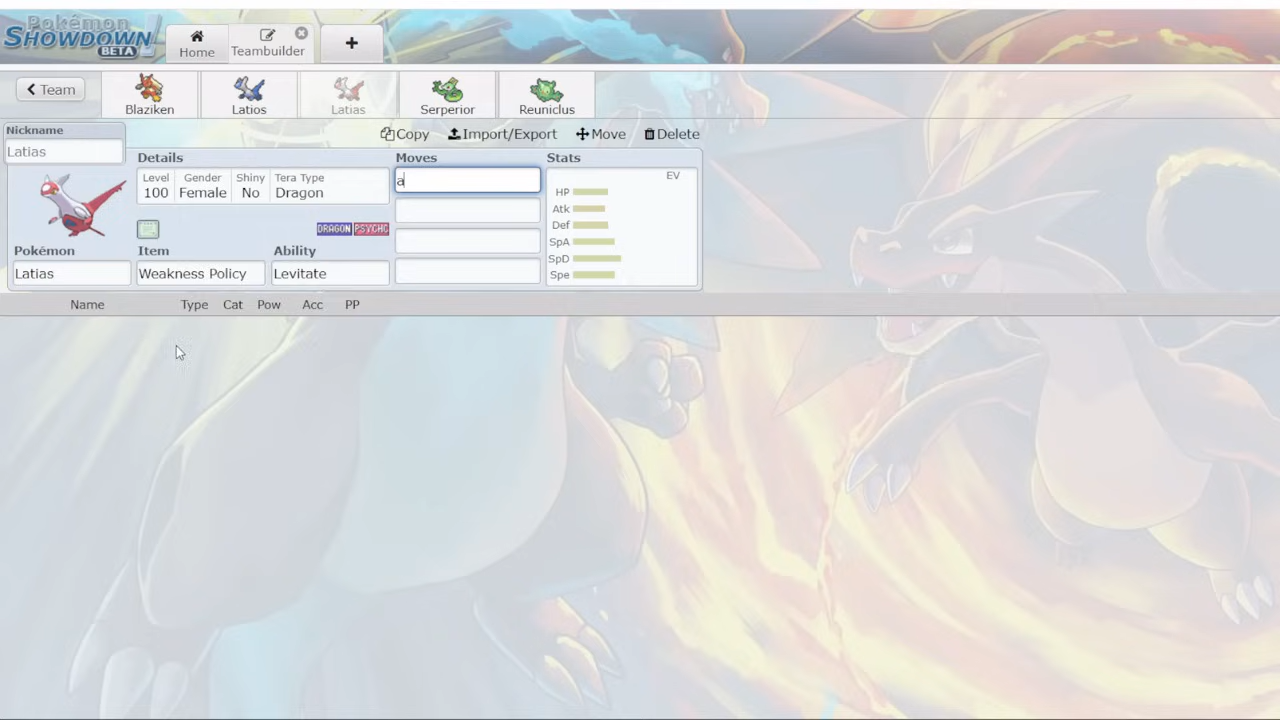 Pokémon
SHOWDOWN!
BETA
Home
Teambuilder
+
Team
Blaziken
Latios
Latias
Serperior
Reuniclus
Nickname
Latias
Copy
Import/Export
Move
Delete
Details
Level
100
Gender
Female
Shiny
No
Tera Type
Dragon
DRAGON
PSYCHC
Pokémon
Latias
Item
Weakness Policy
Ability
Levitate
Moves
a
Stats
EV
HP
Atk
Def
SpA
SpD
Spe
Name Type Cat Pow Acc PP